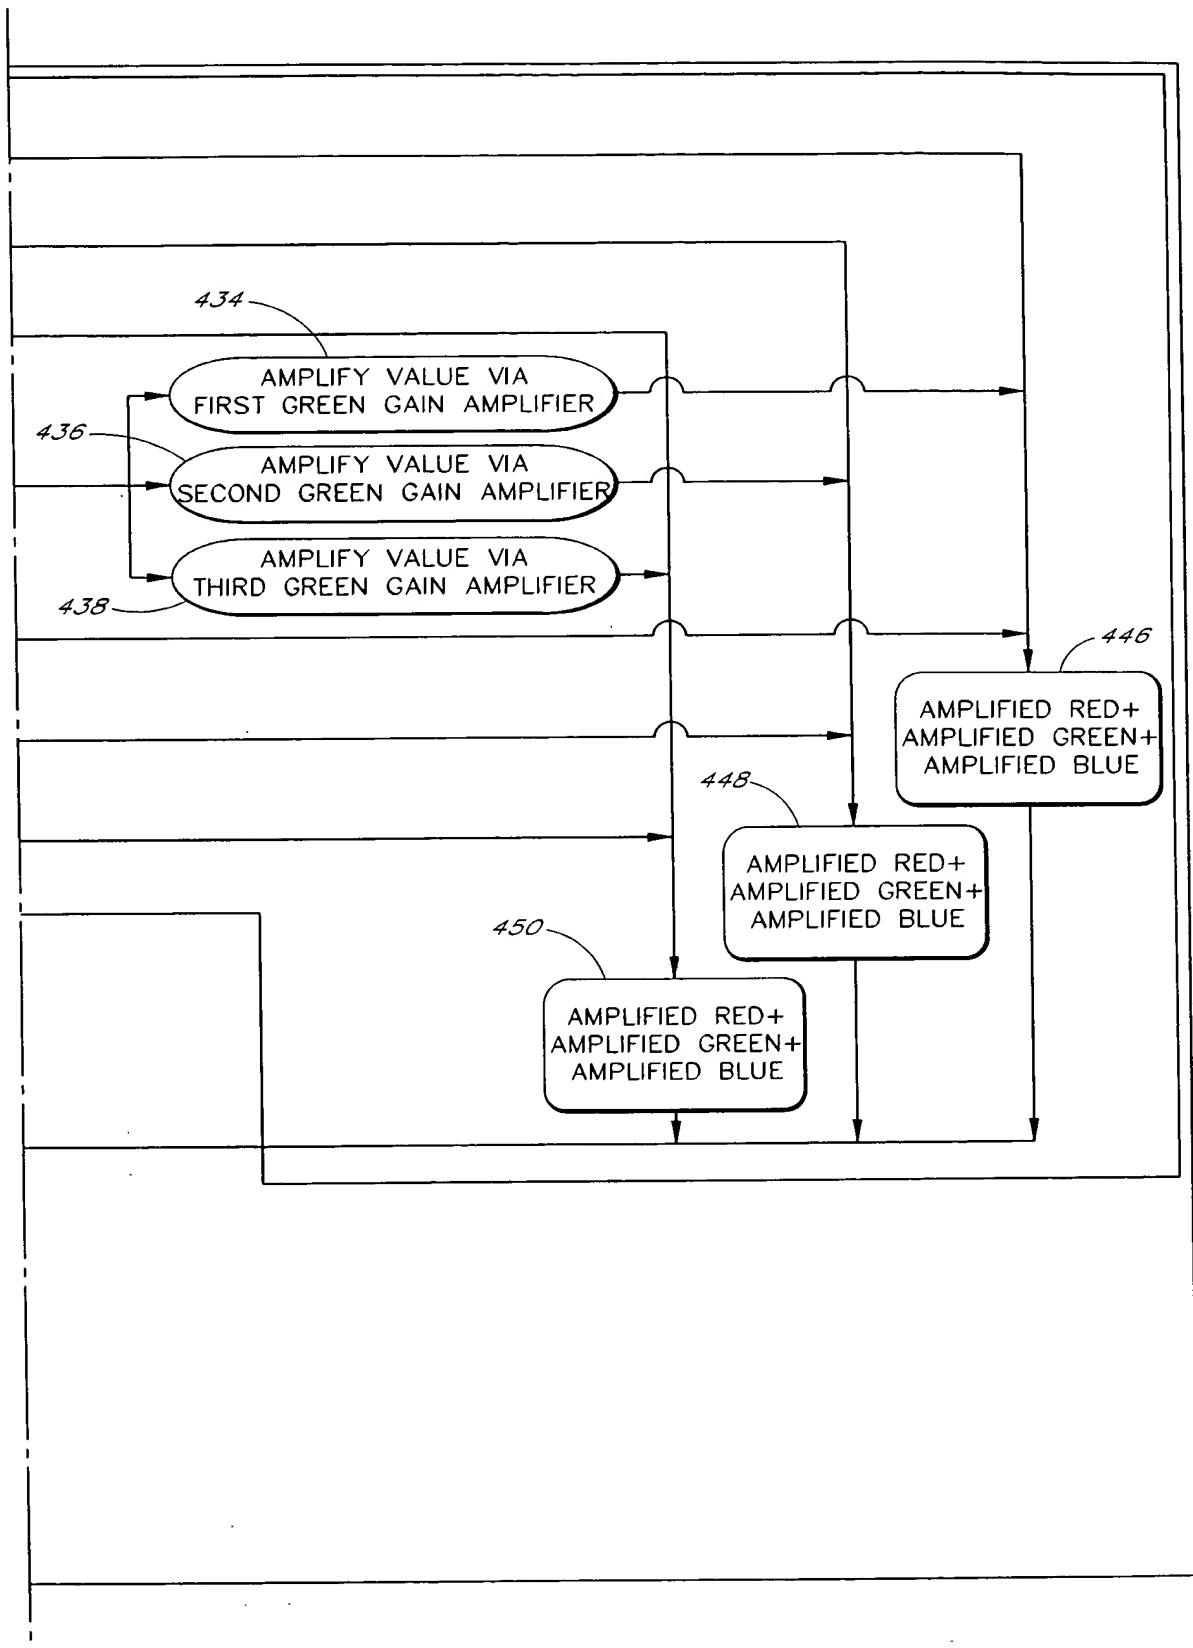 434
AMPLIFY VALUE VIA
FIRST GREEN GAIN AMPLIFIER
436
AMPLIFY VALUE VIA
SECOND GREEN GAIN AMPLIFIER
AMPLIFY VALUE VIA
THIRD GREEN GAIN AMPLIFIER
438
446
AMPLIFIED RED+
AMPLIFIED GREEN+
AMPLIFIED BLUE
448
AMPLIFIED RED+
AMPLIFIED GREEN+
AMPLIFIED BLUE
450
AMPLIFIED RED+
AMPLIFIED GREEN+
AMPLIFIED BLUE